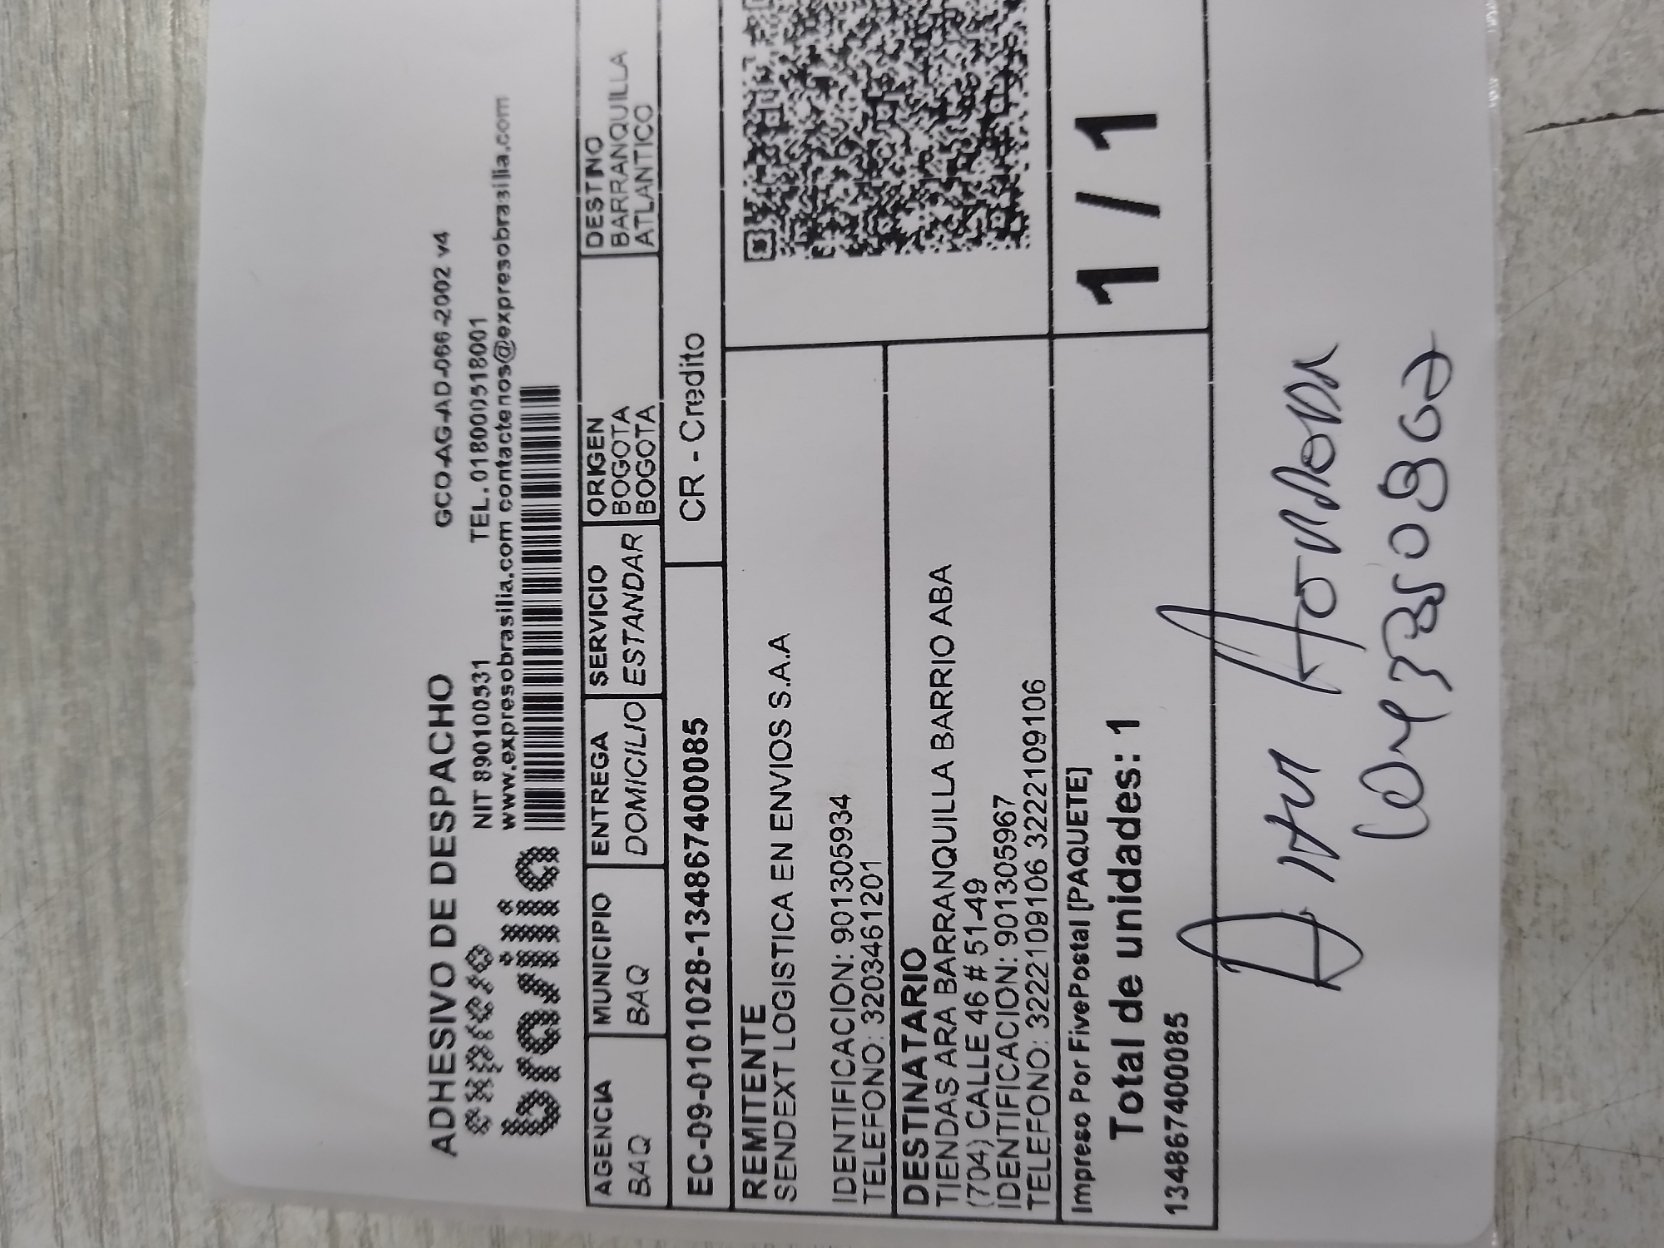 ADHESIVO DE DESPACHO GCO-AG-AD-066-2002 v4
expreso
brasilia
NIT 890100531 TEL. 018000518001
www.expresobrasilia.com contactenos@expresobrasilia.com
AGENCIA MUNICIPIO ENTREGA SERVICIO ORIGEN DESTINO
BAQ BAQ DOMICILIO ESTANDAR BOGOTA BARRANQUILLA
BOGOTA ATLANTICO
EC-09-0101028-134867400085 CR - Credito
REMITENTE
SENDEXT LOGISTICA EN ENVIOS S.A.A
IDENTIFICACION: 901305934
TELEFONO: 3203461201
DESTINATARIO
TIENDAS ARA BARRANQUILLA BARRIO ABA
(704) CALLE 46 # 51-49
IDENTIFICACION: 901305967
TELEFONO: 3222109106 3222109106
Impreso Por FivePostal [PAQUETE]
Total de unidades: 1
134867400085
1 / 1